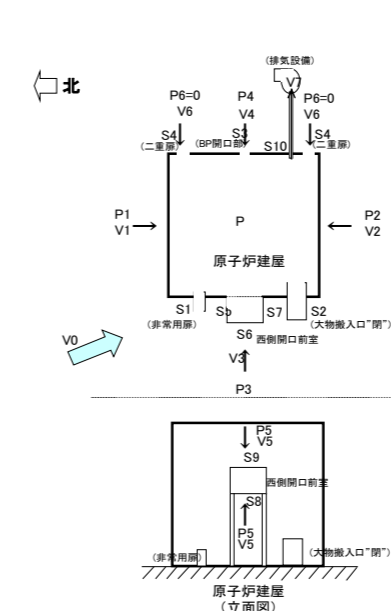 北
(排気設備)
V7
P6=0
V6
P4
V4
P6=0
V6
S4
(二重扉)
S3
(BP開口部)
S10
S4
(二重扉)
P1
V1
P
P2
V2
原子炉建屋
S1
(非常用扉)
S5
S7
S2
(大物搬入口"閉")
S6
西側開口前室
V0
V3
P3
P5
V5
S9
西側開口前室
S8
P5
V5
(非常用扉)
(大物搬入口"閉")
原子炉建屋
(立面図)